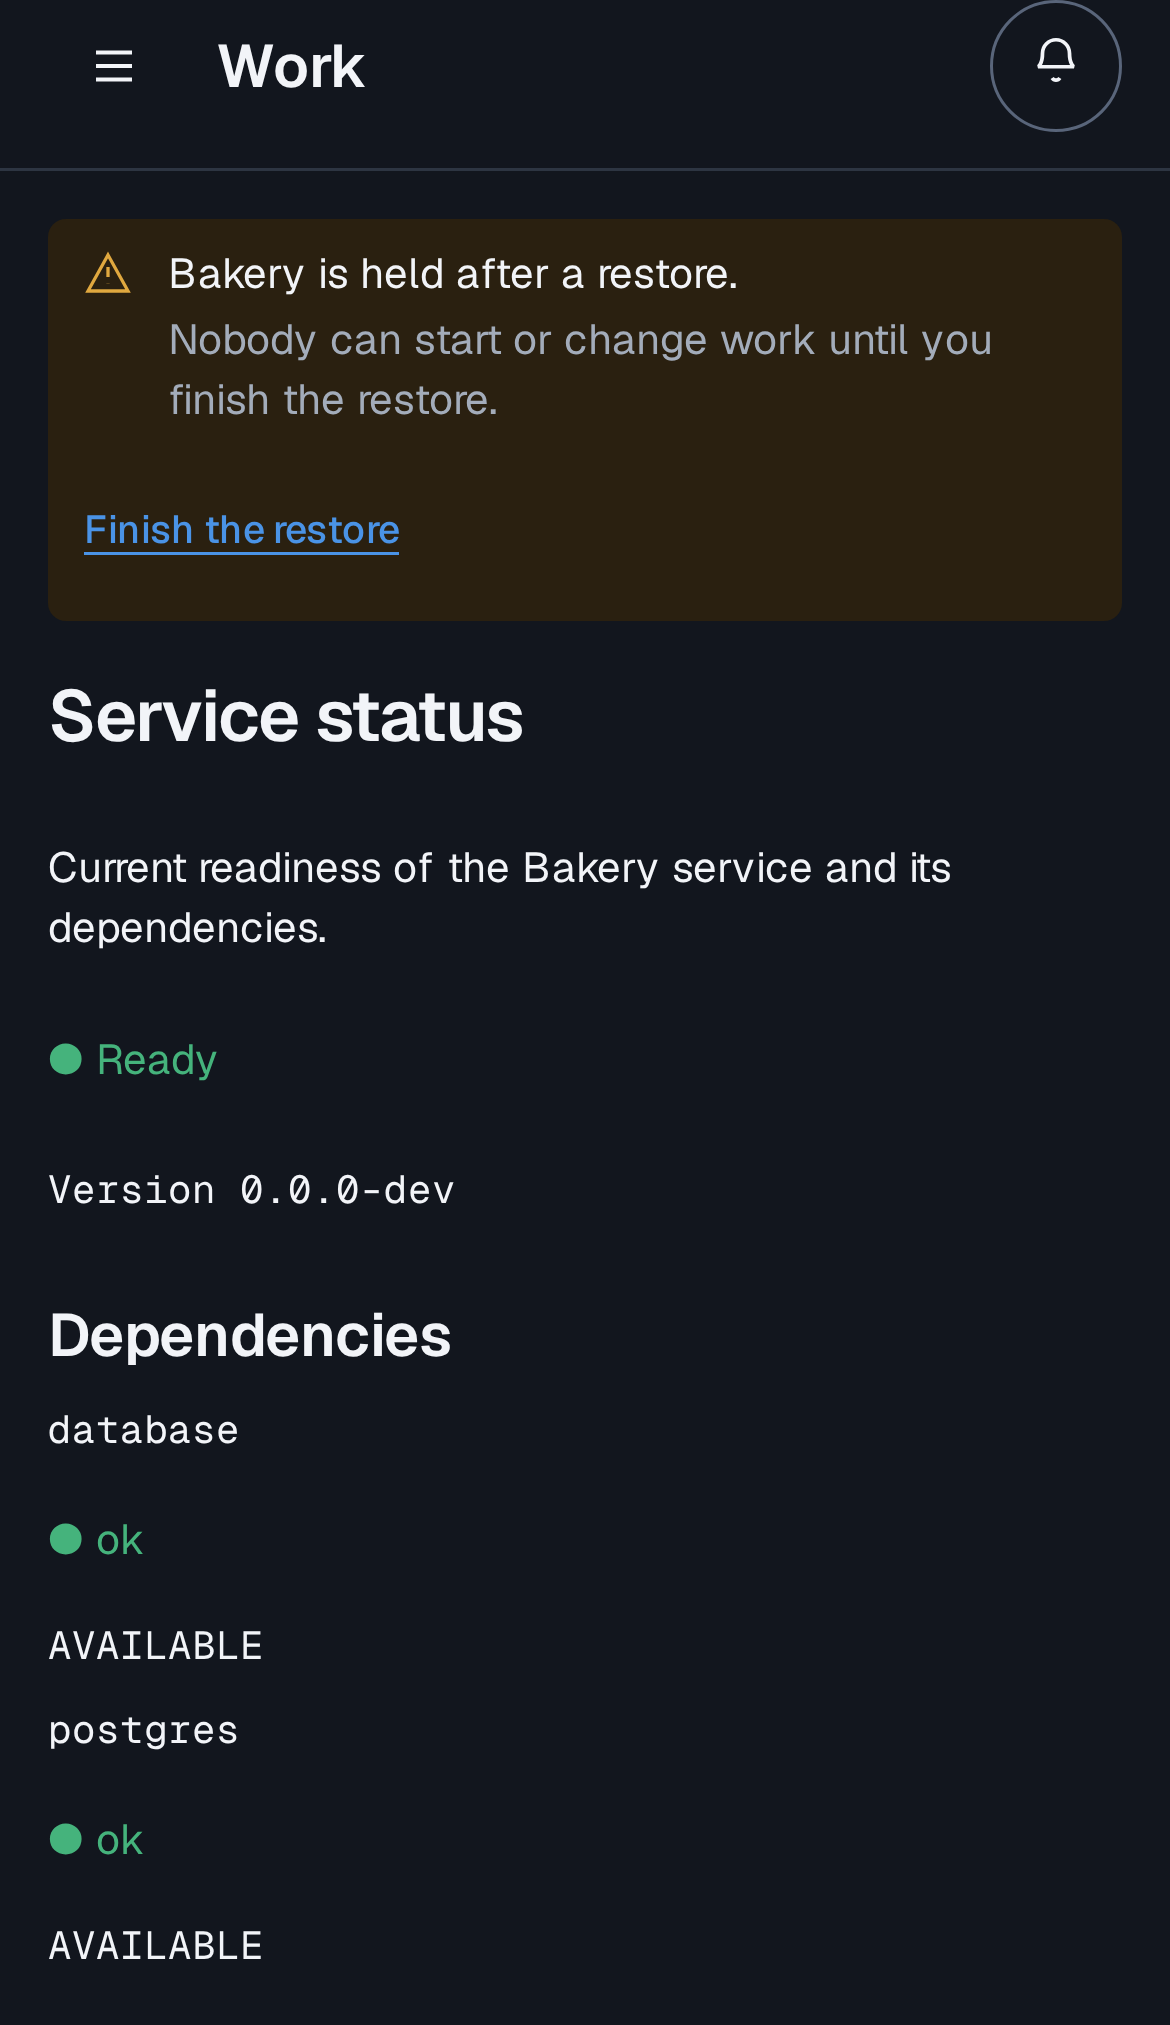 Work
Bakery is held after a restore.
Nobody can start or change work until you
finish the restore.
Finish the restore
Service status
Current readiness of the Bakery service and its
dependencies.
Ready
Version 0.0.0-dev
Dependencies
database
ok
AVAILABLE
postgres
ok
AVAILABLE